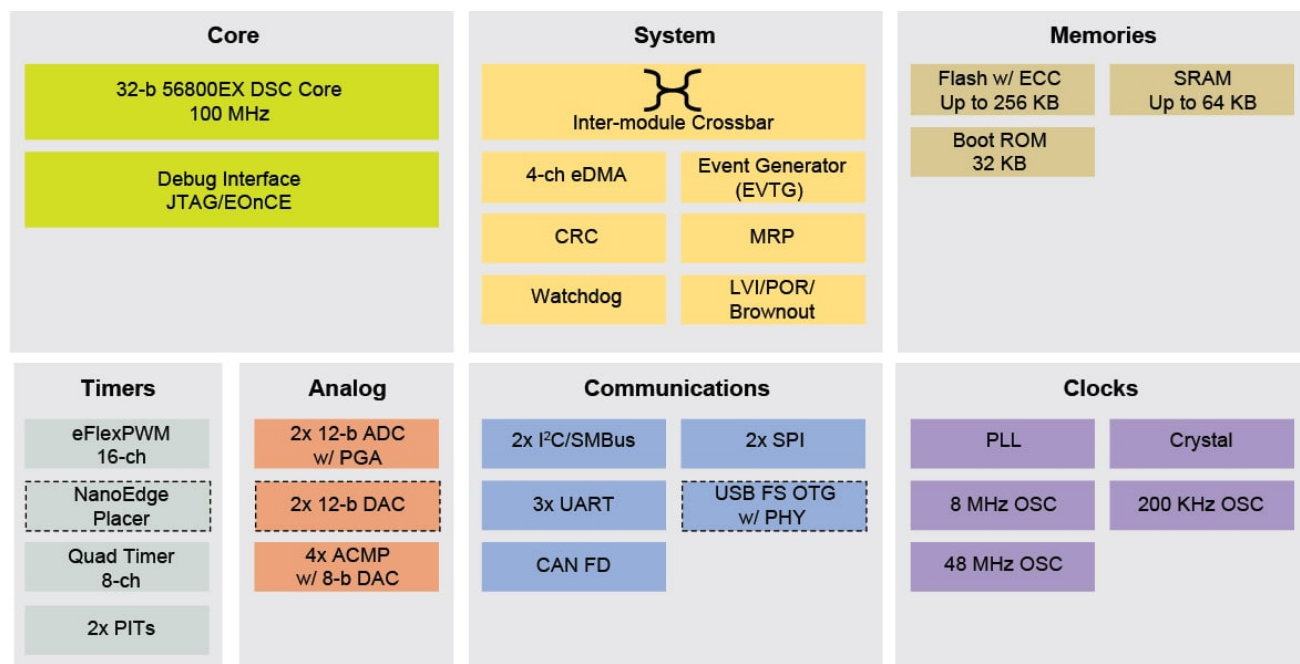 Core
32-b 56800EX DSC Core
100 MHz
Debug Interface
JTAG/EOnCE
System
Inter-module Crossbar
4-ch eDMA
Event Generator
(EVTG)
CRC
MRP
Watchdog
LVI/POR/
Brownout
Memories
Flash w/ ECC
Up to 256 KB
SRAM
Up to 64 KB
Boot ROM
32 KB
Timers
eFlexPWM
16-ch
NanoEdge
Placer
Quad Timer
8-ch
2x PITs
Analog
2x 12-b ADC
w/ PGA
2x 12-b DAC
4x ACMP
w/ 8-b DAC
Communications
2x I²C/SMBus
2x SPI
3x UART
USB FS OTG
w/ PHY
CAN FD
Clocks
PLL
Crystal
8 MHz OSC
200 KHz OSC
48 MHz OSC